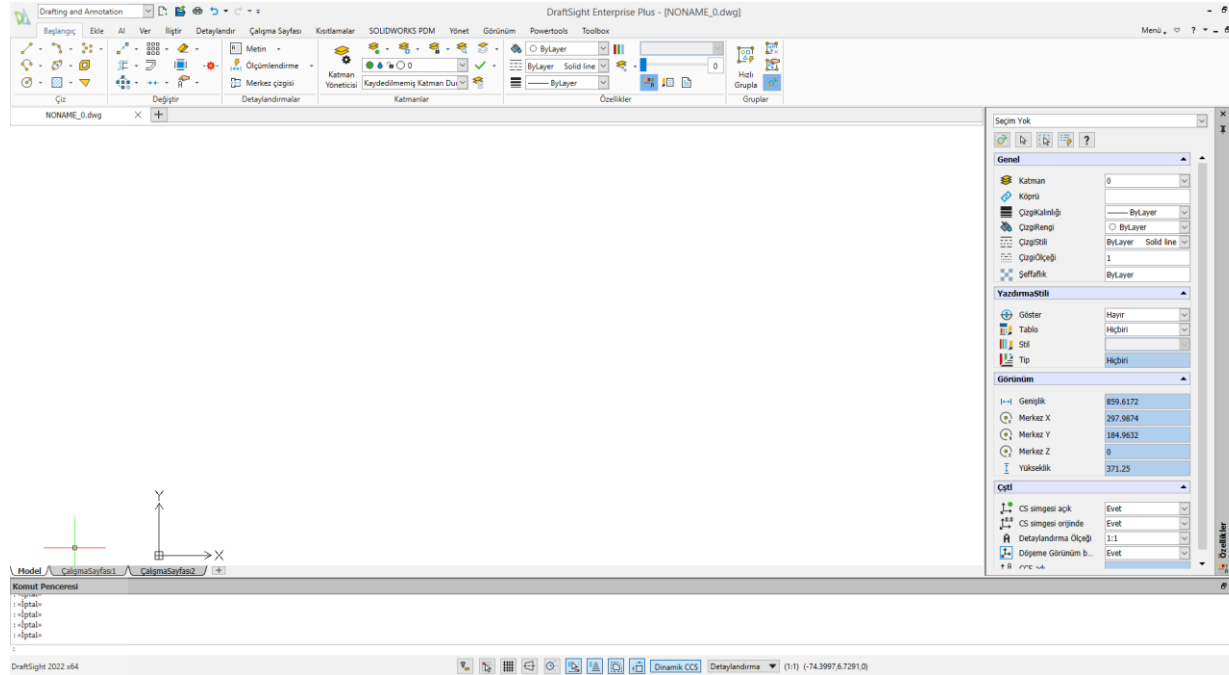 Drafting and Annotation
DraftSight Enterprise Plus - [NONAME_0.dwg]
Başlangıç Ekle AI Ver İliştir Detaylandır Çalışma Sayfası Kısıtlamalar SOLIDWORKS PDM Yönet Görünüm Powertools Toolbox Menü
Metin
Ölçümlendirme
Merkez çizgisi
Katman Yöneticisi
0
Kaydedilmemiş Katman Du
ByLayer
ByLayer Solid line
0
ByLayer
Hızlı Grupla
Çiz Değiştir Detaylandırmalar Katmanlar Özellikler Gruplar
NONAME_0.dwg
Seçim Yok
Genel
Katman 0
Köprü
ÇizgiKalınlığı ByLayer
ÇizgiRengi ByLayer
ÇizgiStili ByLayer Solid line
ÇizgiÖlçeği 1
Şeffaflık ByLayer
YazdırmaStili
Göster Hayır
Tablo Hiçbiri
Stil
Tip Hiçbiri
Görünüm
Genişlik 859.6172
Merkez X 297.9874
Merkez Y 184.9632
Merkez Z 0
Yükseklik 371.25
Çştl
CS simgesi açık Evet
CS simgesi orijinde Evet
Detaylandırma Ölçeği 1:1
Döşeme Görünüm b... Evet
Özellikler
Y
X
Model ÇalışmaSayfası1 ÇalışmaSayfası2
Komut Penceresi
: «İptal»
: «İptal»
: «İptal»
: «İptal»
:
DraftSight 2022 x64 Dinamik CCS Detaylandırma (1:1) (-74.3997,6.7291,0)